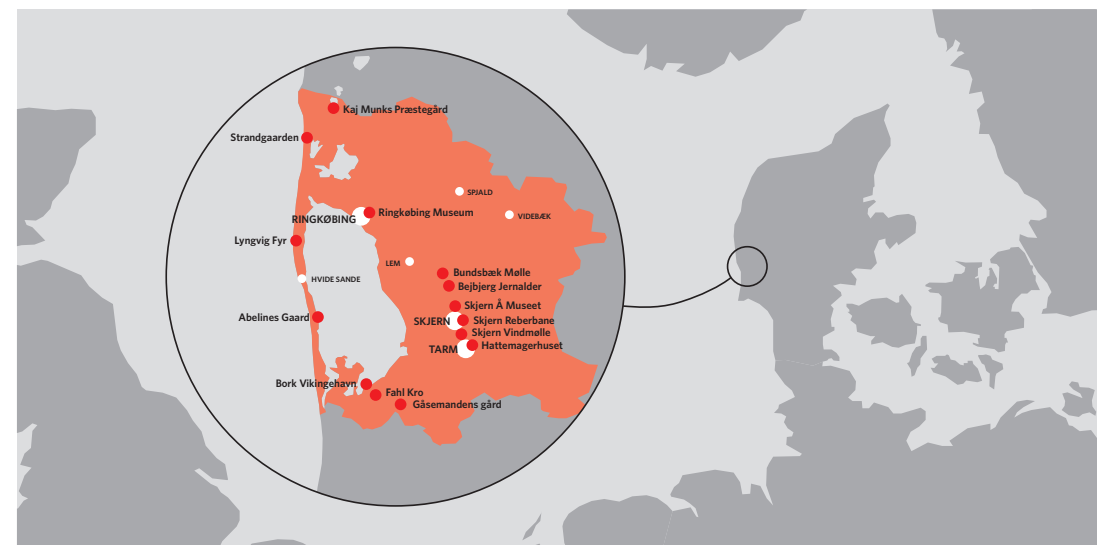 Kaj Munks Præstegård
Strandgaarden
SPJALD
Ringkøbing Museum
RINGKØBING
VIDEBÆK
Lyngvig Fyr
LEM
Bundsbæk Mølle
HVIDE SANDE
Bejbjerg Jernalder
Skjern Å Museet
Abelines Gaard
SKJERN
Skjern Reberbane
Skjern Vindmølle
Hattemagerhuset
TARM
Bork Vikingehavn
Fahl Kro
Gåsemandens gård